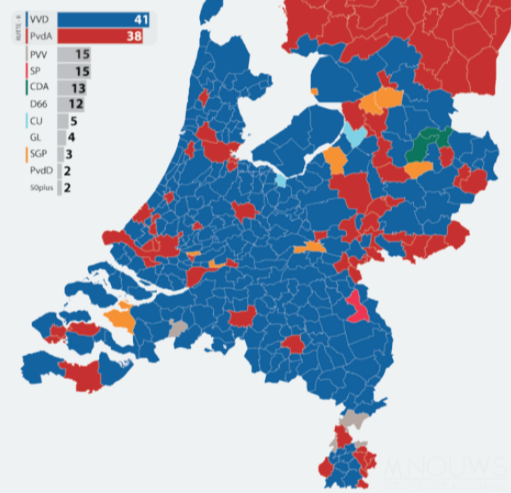 VVD 41
PvdA 38
PVV 15
SP 15
CDA 13
D66 12
CU 5
GL 4
SGP 3
PvdD 2
50plus 2
M.NOUWS